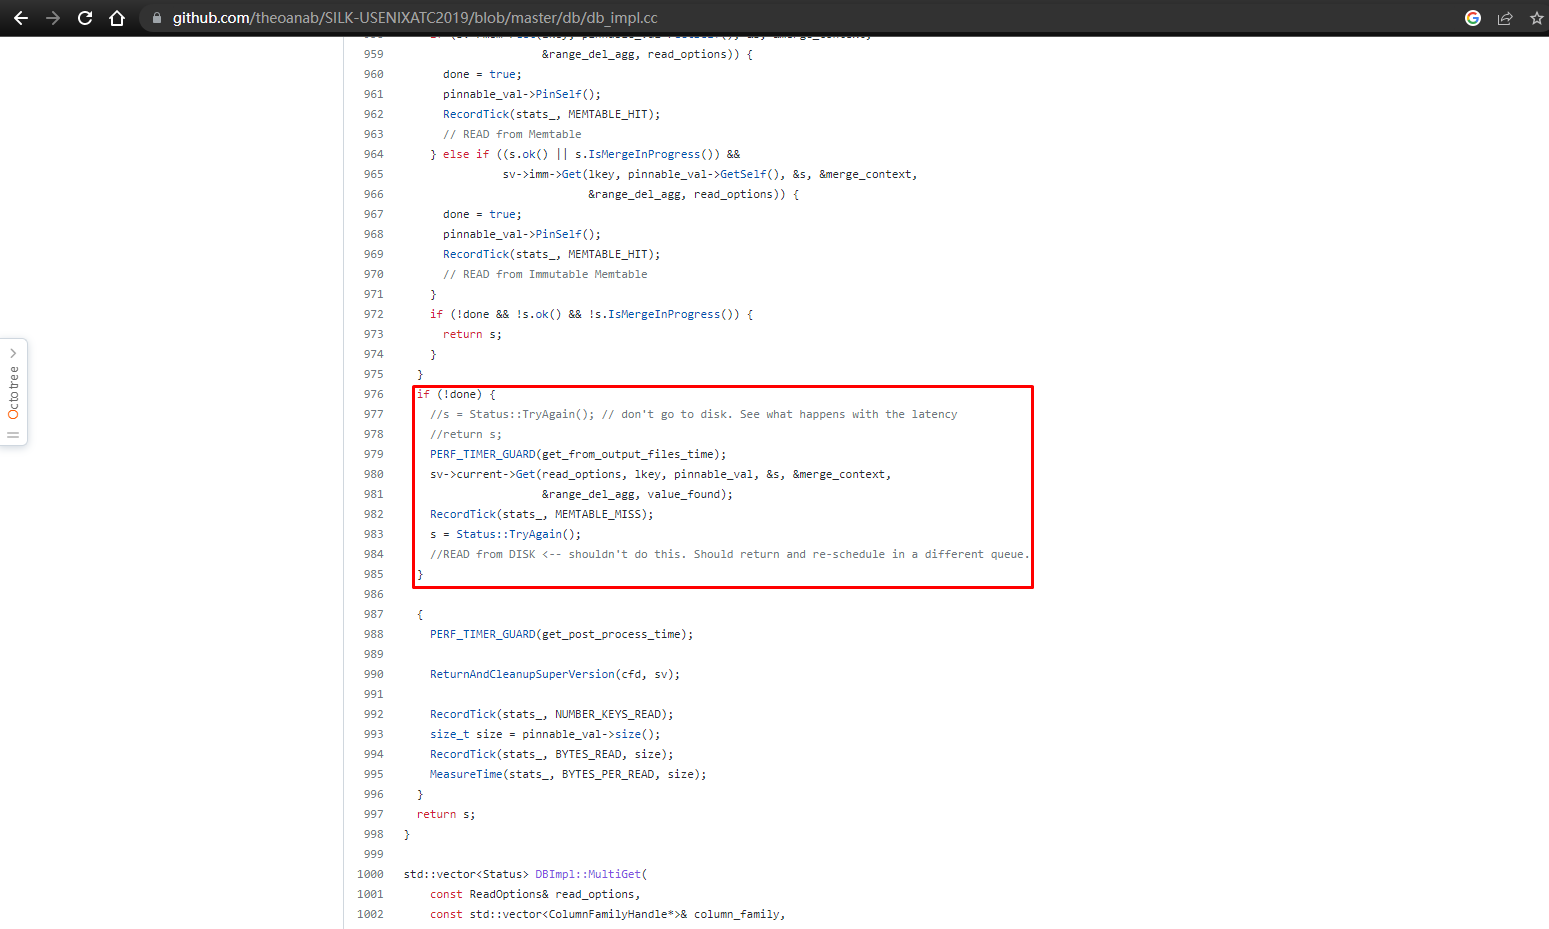 github.com/theoanab/SILK-USENIXATC2019/blob/master/db/db_impl.cc
959 &range_del_agg, read_options)) {
960 done = true;
961 pinnable_val->PinSelf();
962 RecordTick(stats_, MEMTABLE_HIT);
963 // READ from Memtable
964 } else if ((s.ok() || s.IsMergeInProgress()) &&
965 sv->imm->Get(lkey, pinnable_val->GetSelf(), &s, &merge_context,
966 &range_del_agg, read_options)) {
967 done = true;
968 pinnable_val->PinSelf();
969 RecordTick(stats_, MEMTABLE_HIT);
970 // READ from Immutable Memtable
971 }
972 if (!done && !s.ok() && !s.IsMergeInProgress()) {
973 return s;
974 }
975 }
976 if (!done) {
977 //s = Status::TryAgain(); // don't go to disk. See what happens with the latency
978 //return s;
979 PERF_TIMER_GUARD(get_from_output_files_time);
980 sv->current->Get(read_options, lkey, pinnable_val, &s, &merge_context,
981 &range_del_agg, value_found);
982 RecordTick(stats_, MEMTABLE_MISS);
983 s = Status::TryAgain();
984 //READ from DISK <-- shouldn't do this. Should return and re-schedule in a different queue.
985 }
986
987 {
988 PERF_TIMER_GUARD(get_post_process_time);
989
990 ReturnAndCleanupSuperVersion(cfd, sv);
991
992 RecordTick(stats_, NUMBER_KEYS_READ);
993 size_t size = pinnable_val->size();
994 RecordTick(stats_, BYTES_READ, size);
995 MeasureTime(stats_, BYTES_PER_READ, size);
996 }
997 return s;
998 }
999
1000 std::vector<Status> DBImpl::MultiGet(
1001 const ReadOptions& read_options,
1002 const std::vector<ColumnFamilyHandle*>& column_family,
Octotree